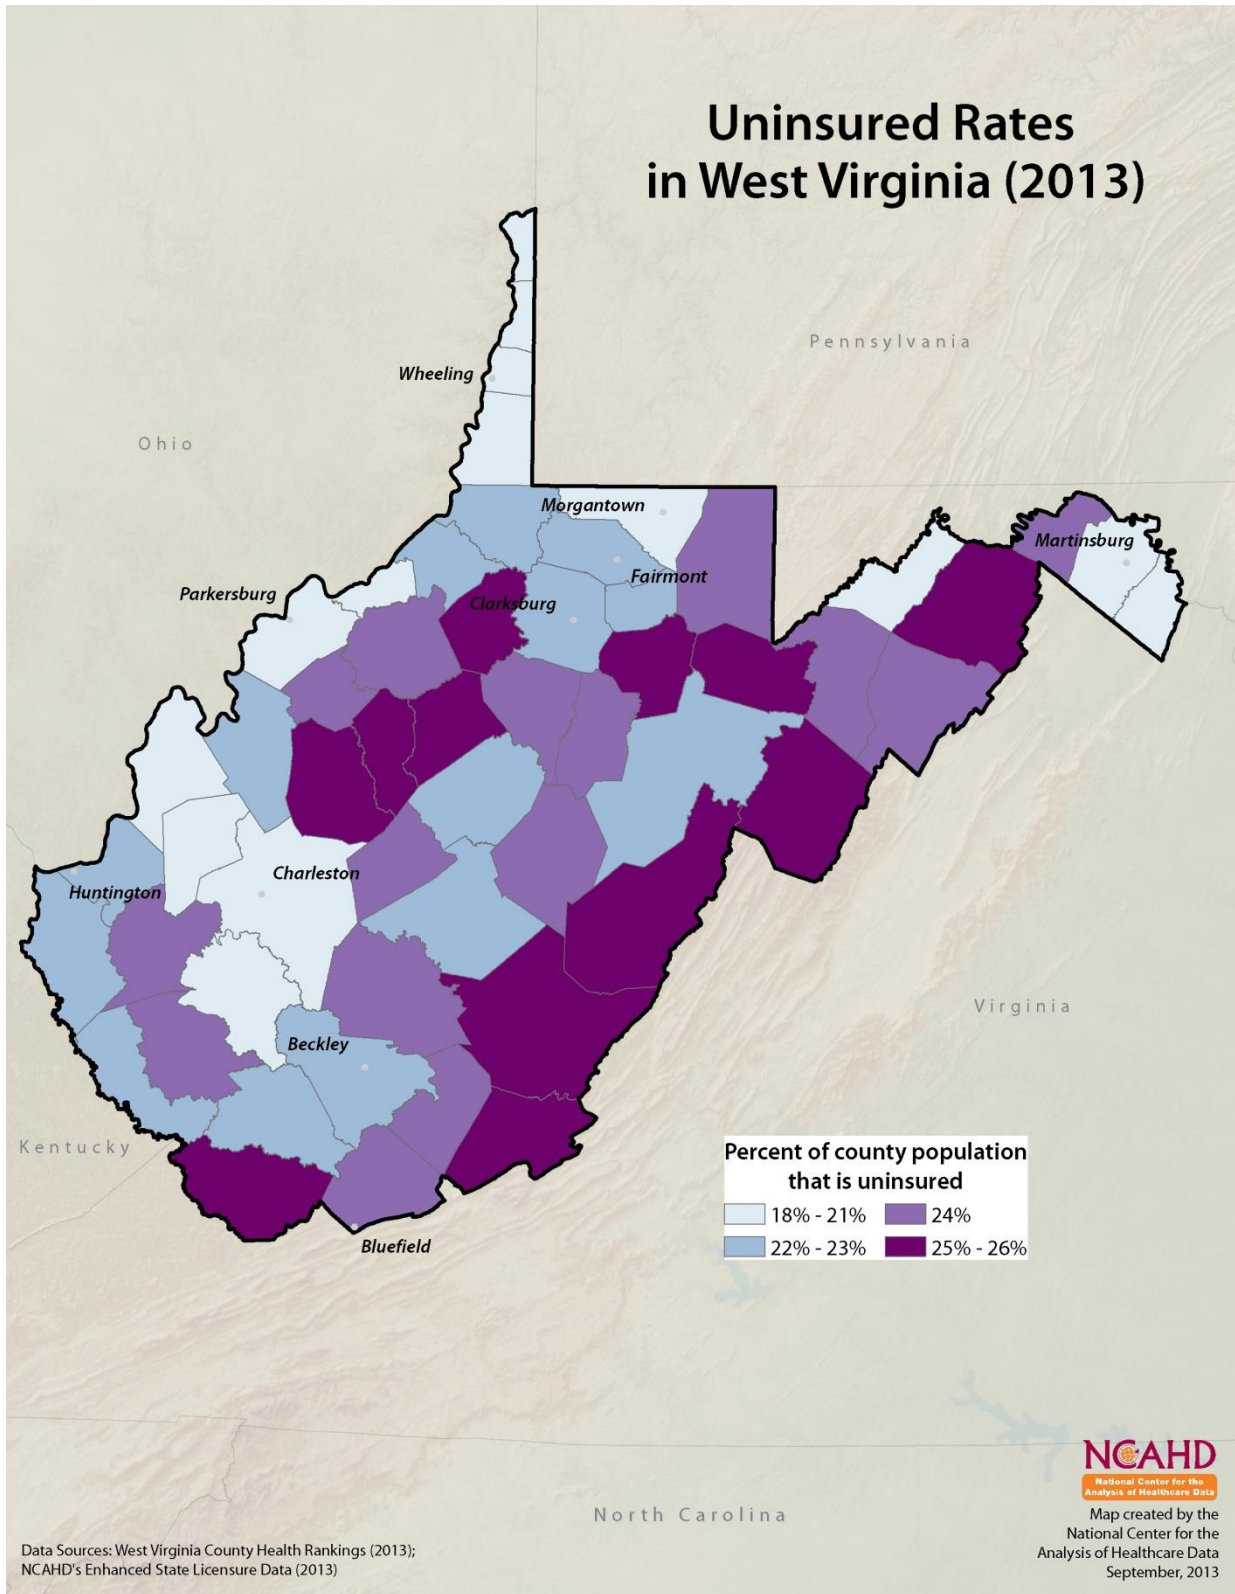 Uninsured Rates
in West Virginia (2013)
Pennsylvania
Wheeling
Ohio
Morgantown
Martinsburg
Fairmont
Parkersburg
Clarksburg
Charleston
Huntington
Virginia
Beckley
Kentucky
Percent of county population
that is uninsured
18% - 21% 24%
22% - 23% 25% - 26%
Bluefield
NCAHD
National Center for the
Analysis of Healthcare Data
North Carolina
Map created by the
National Center for the
Analysis of Healthcare Data
September, 2013
Data Sources: West Virginia County Health Rankings (2013);
NCAHD's Enhanced State Licensure Data (2013)